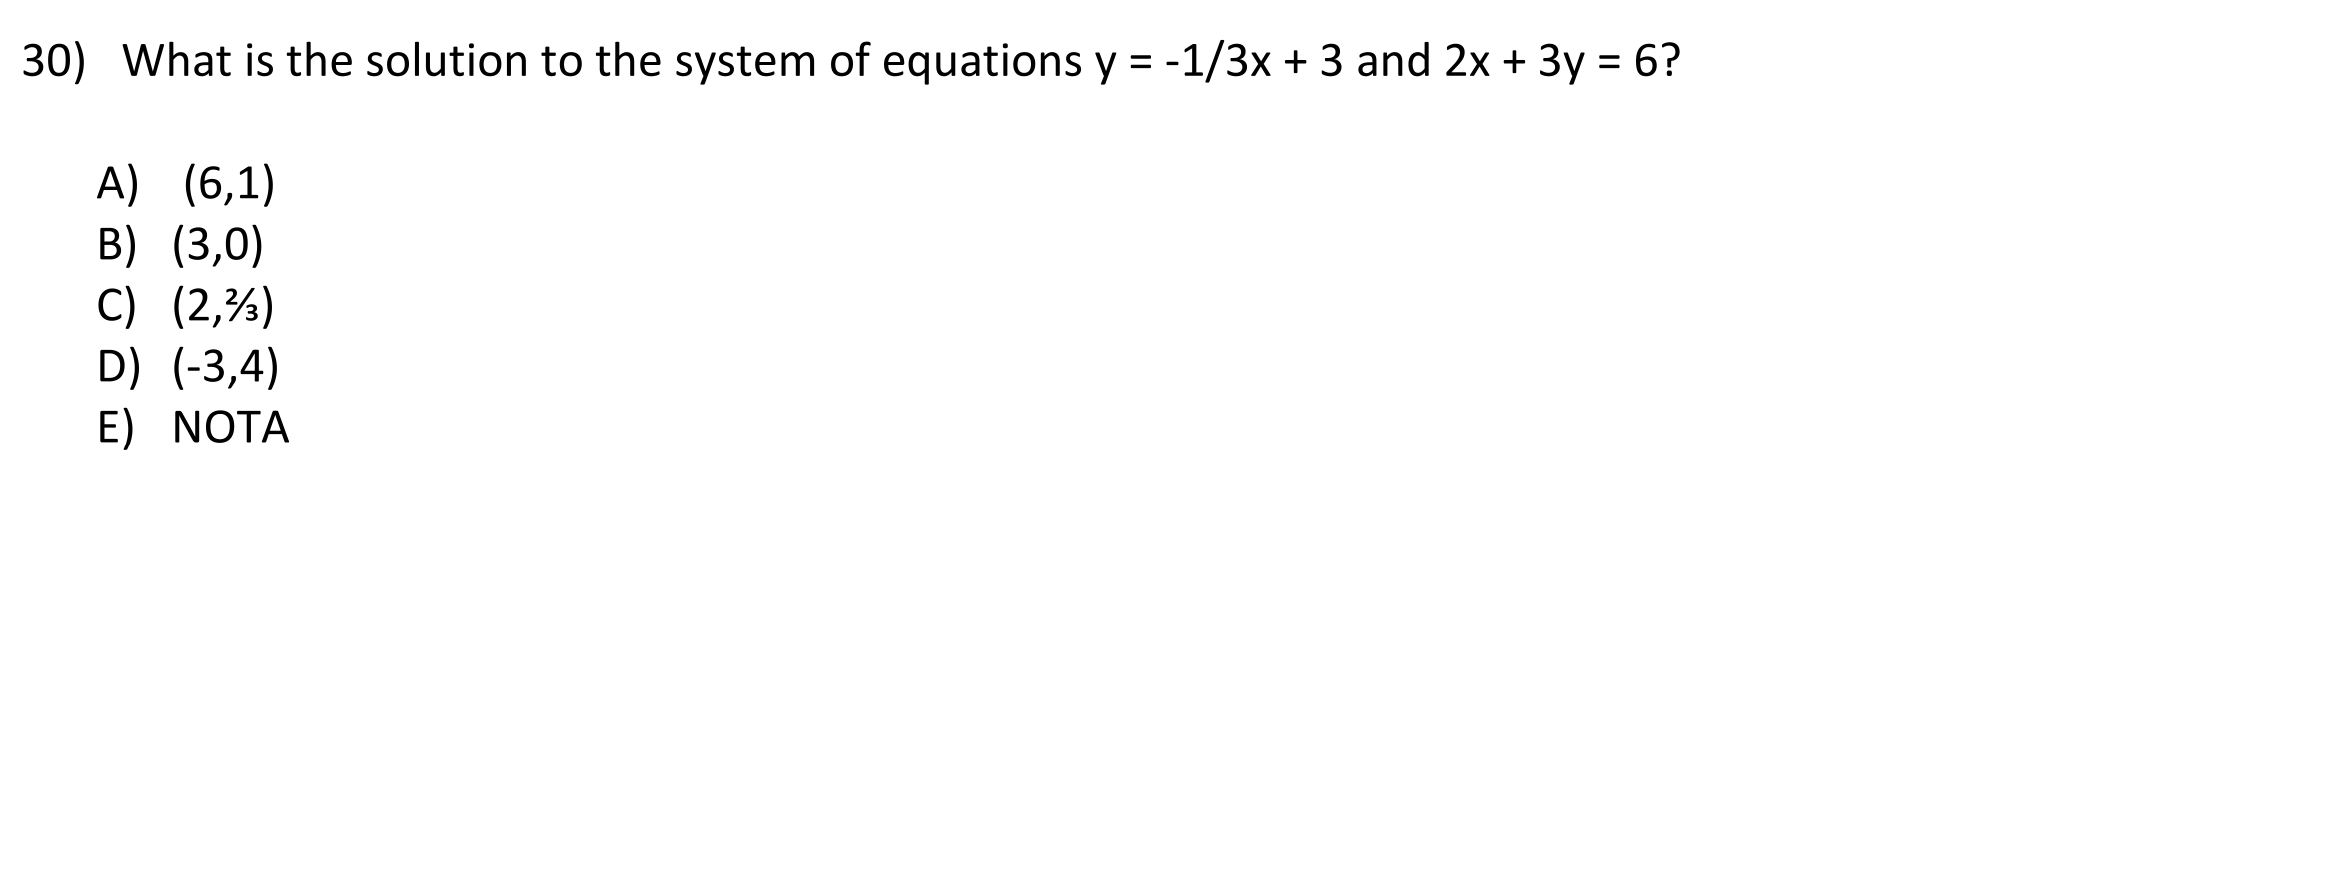 30) What is the solution to the system of equations y = -1/3x + 3 and 2x + 3y = 6?
A) (6,1)
B) (3,0)
C) (2,⅔)
D) (-3,4)
E) NOTA